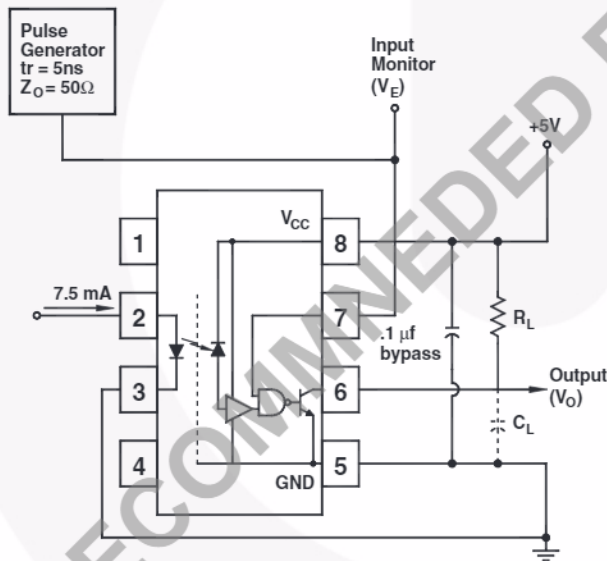 Pulse
Generator
tr = 5ns
ZO= 50Ω
Input
Monitor
(VE)
+5V
VCC
1
8
7.5 mA
2
7
.1 μf
bypass
RL
3
6
Output
(VO)
CL
4
GND
5
ECOMMNEDED